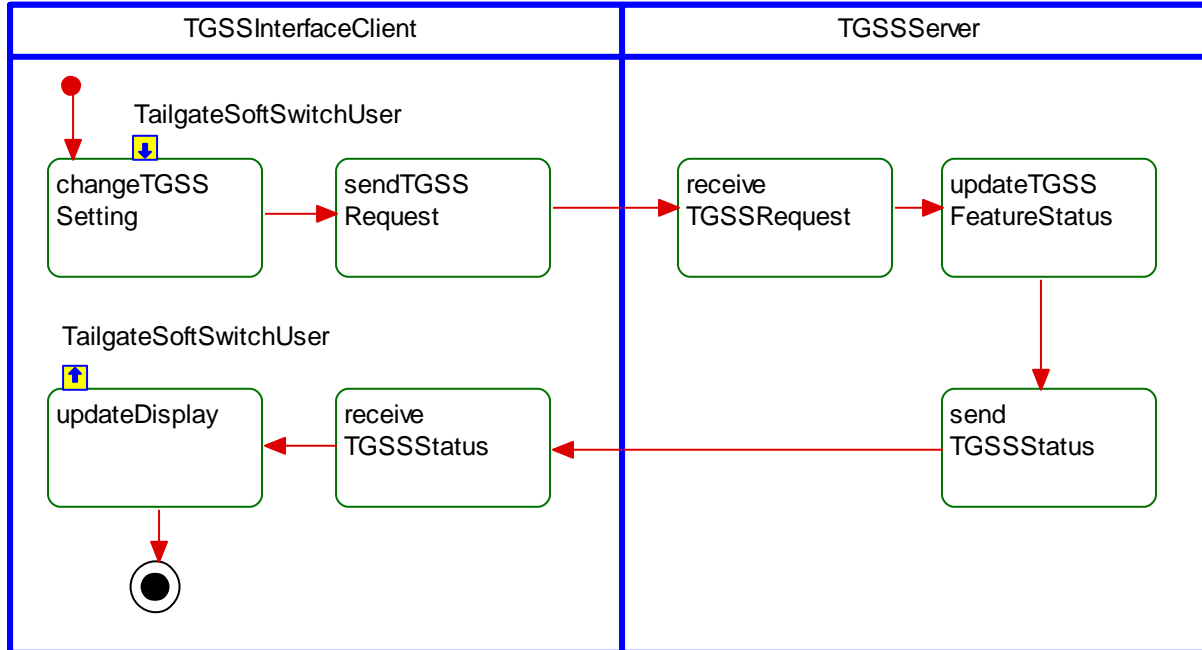 TGSSInterfaceClient
TGSSServer
TailgateSoftSwitchUser
changeTGSS
Setting
sendTGSS
Request
receive
TGSSRequest
updateTGSS
FeatureStatus
TailgateSoftSwitchUser
updateDisplay
receive
TGSSStatus
send
TGSSStatus